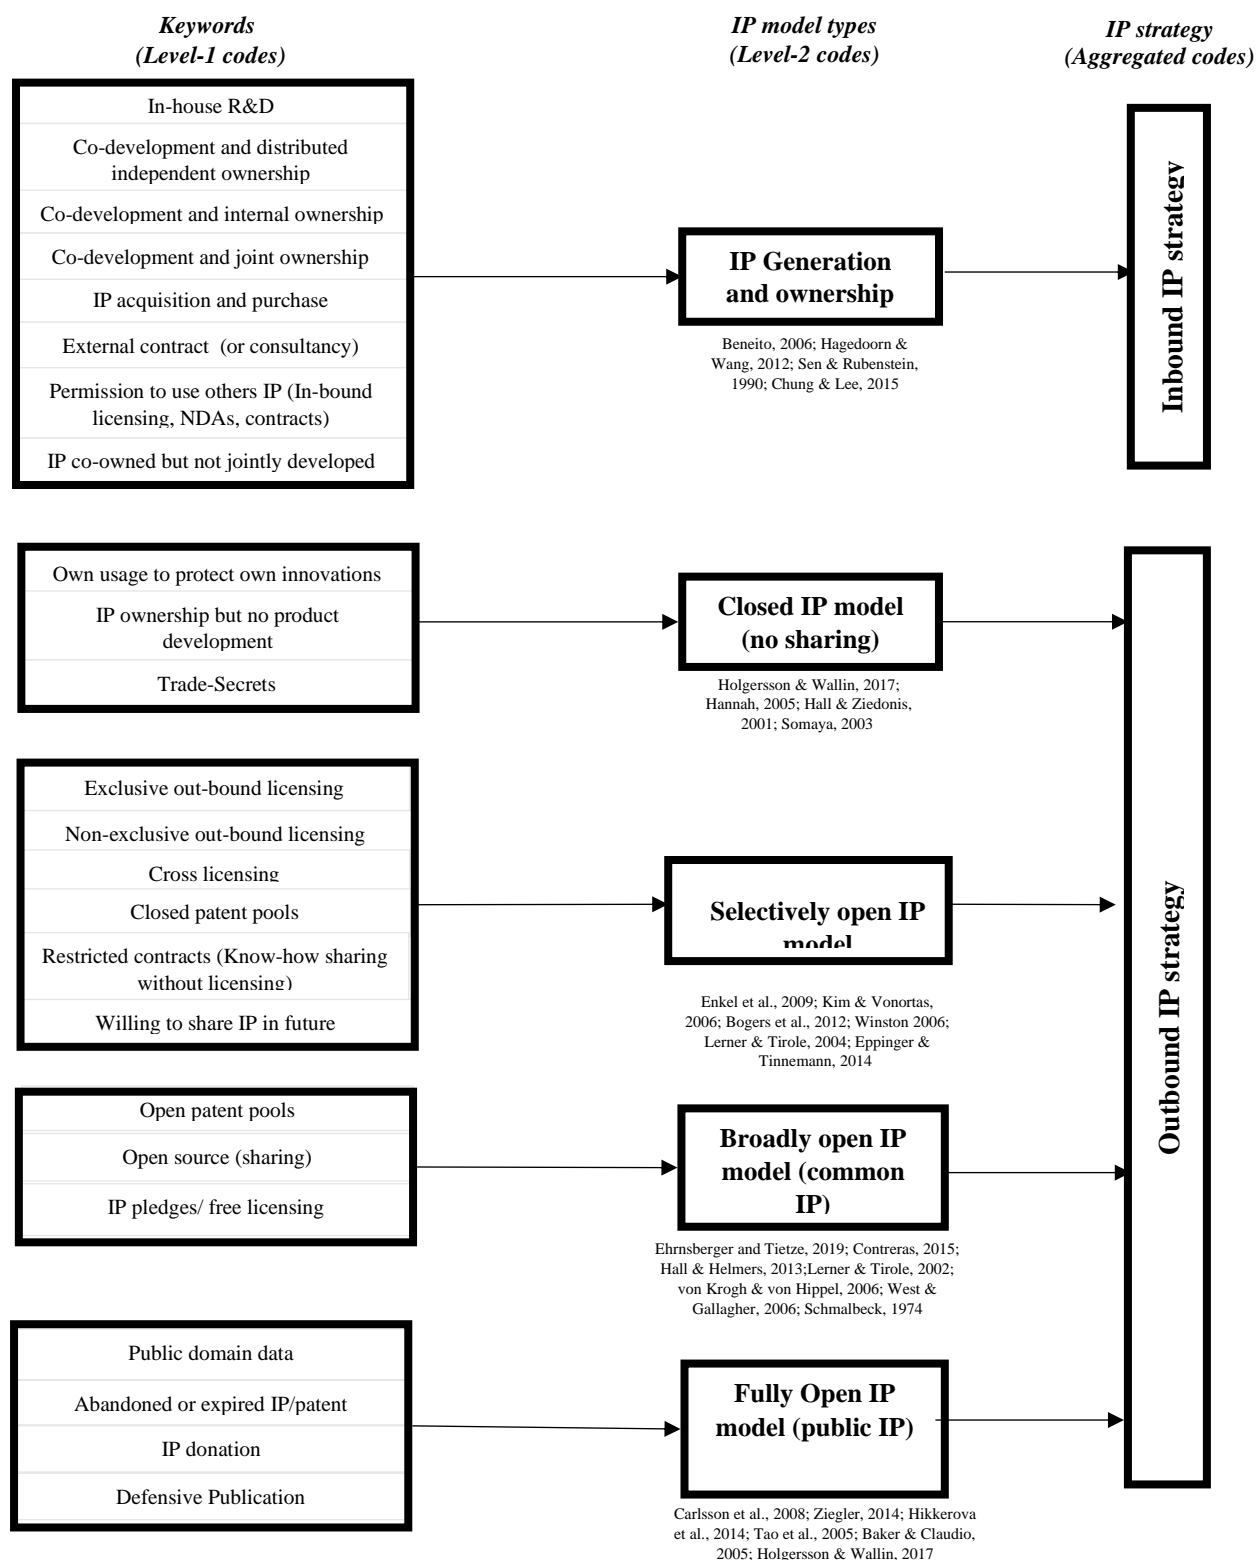 Keywords
(Level-1 codes)
IP model types
(Level-2 codes)
IP strategy
(Aggregated codes)
In-house R&D
Co-development and distributed
independent ownership
Co-development and internal ownership
Co-development and joint ownership
IP acquisition and purchase
External contract (or consultancy)
Permission to use others IP (In-bound
licensing, NDAs, contracts)
IP co-owned but not jointly developed
IP Generation
and ownership
Beneito, 2006; Hagedoorn &
Wang, 2012; Sen & Rubenstein,
1990; Chung & Lee, 2015
Inbound IP strategy
Own usage to protect own innovations
IP ownership but no product
development
Trade-Secrets
Closed IP model
(no sharing)
Holgersson & Wallin, 2017;
Hannah, 2005; Hall & Ziedonis,
2001; Somaya, 2003
Exclusive out-bound licensing
Non-exclusive out-bound licensing
Cross licensing
Closed patent pools
Restricted contracts (Know-how sharing
without licensing)
Willing to share IP in future
Selectively open IP
model
Enkel et al., 2009; Kim & Vonortas,
2006; Bogers et al., 2012; Winston 2006;
Lerner & Tirole, 2004; Eppinger &
Tinnemann, 2014
Outbound IP strategy
Open patent pools
Open source (sharing)
IP pledges/ free licensing
Broadly open IP
model (common
IP)
Ehrnsberger and Tietze, 2019; Contreras, 2015;
Hall & Helmers, 2013;Lerner & Tirole, 2002;
von Krogh & von Hippel, 2006; West &
Gallagher, 2006; Schmalbeck, 1974
Public domain data
Abandoned or expired IP/patent
IP donation
Defensive Publication
Fully Open IP
model (public IP)
Carlsson et al., 2008; Ziegler, 2014; Hikkerova
et al., 2014; Tao et al., 2005; Baker & Claudio,
2005; Holgersson & Wallin, 2017